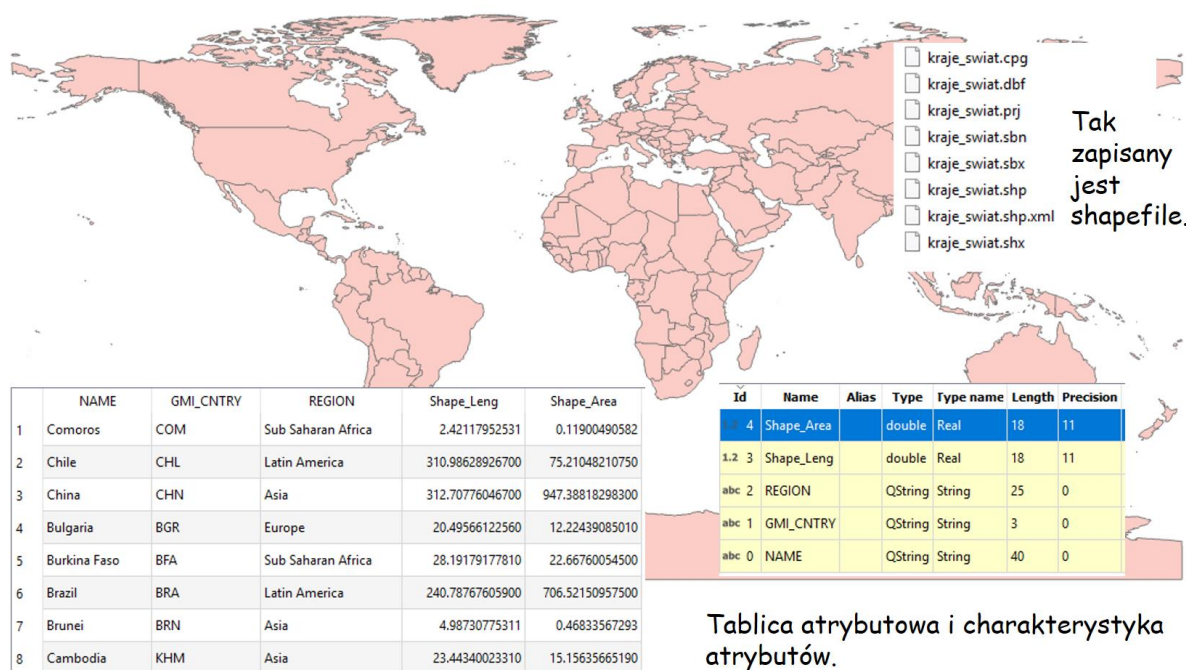 kraje_swiat.cpg
kraje_swiat.dbf
kraje_swiat.prj
kraje_swiat.sbn
kraje_swiat.sbx
kraje_swiat.shp
kraje_swiat.shp.xml
kraje_swiat.shx
Tak
zapisany
jest
shapefile.
NAME GMI_CNTRY REGION Shape_Leng Shape_Area
1 Comoros COM Sub Saharan Africa 2.42117952531 0.11900490582
2 Chile CHL Latin America 310.98628926700 75.21048210750
3 China CHN Asia 312.70776046700 947.38818298300
4 Bulgaria BGR Europe 20.49566122560 12.22439085010
5 Burkina Faso BFA Sub Saharan Africa 28.19179177810 22.66760054500
6 Brazil BRA Latin America 240.78767605900 706.52150957500
7 Brunei BRN Asia 4.98730775311 0.46833567293
8 Cambodia KHM Asia 23.44340023310 15.15635665190
Id Name Alias Type Type name Length Precision
1.2 4 Shape_Area double Real 18 11
1.2 3 Shape_Leng double Real 18 11
abc 2 REGION QString String 25 0
abc 1 GMI_CNTRY QString String 3 0
abc 0 NAME QString String 40 0
Tablica atrybutowa i charakterystyka
atrybutów.